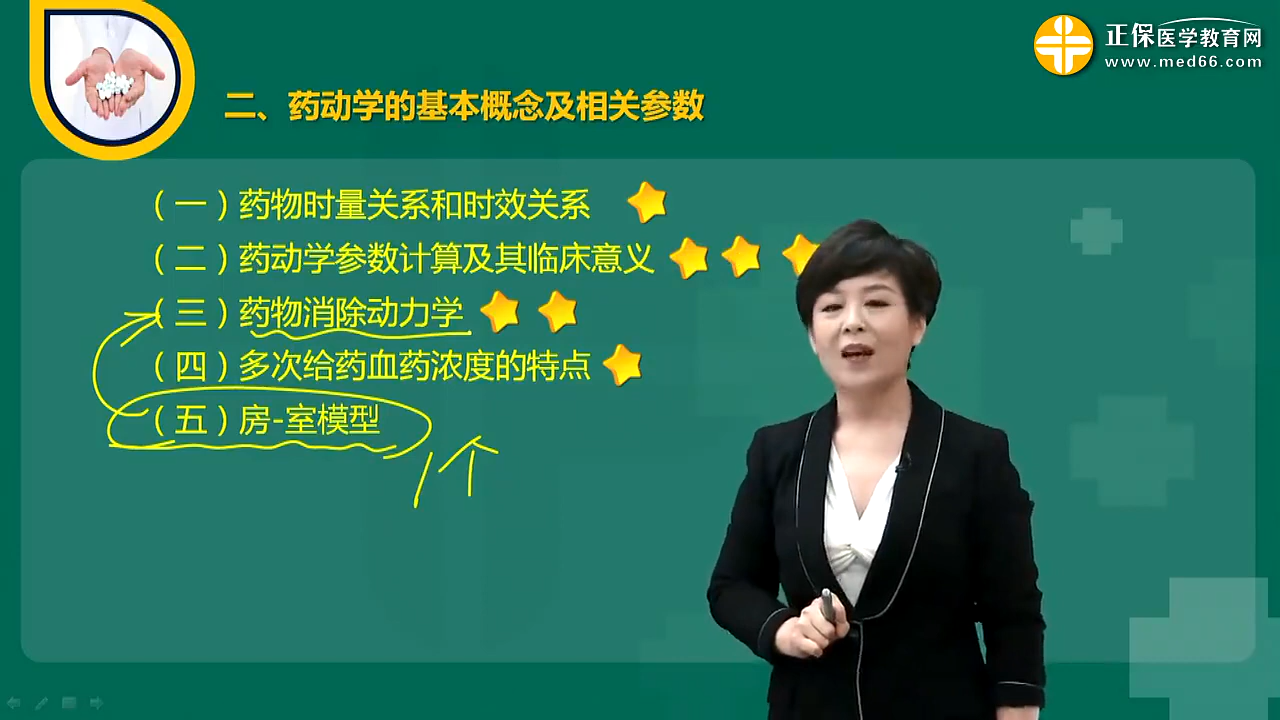 正保医学教育网
www.med66.com
二、药动学的基本概念及相关参数
（一）药物时量关系和时效关系
（二）药动学参数计算及其临床意义
（三）药物消除动力学
（四）多次给药血药浓度的特点
（五）房-室模型
1个